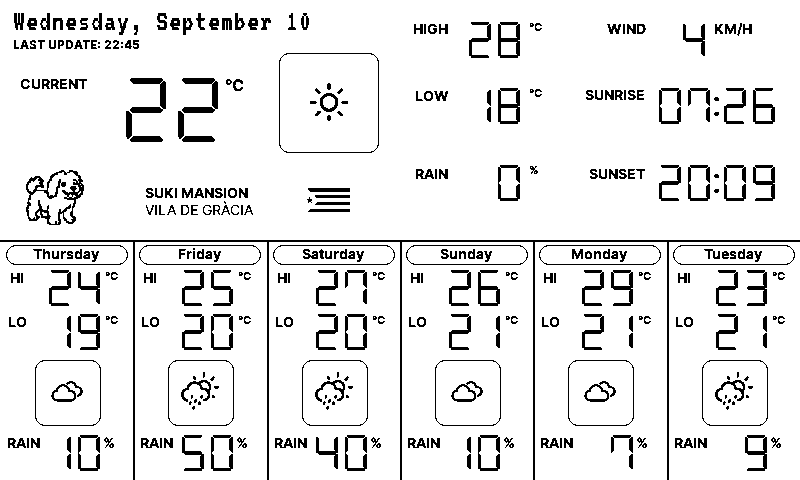 Wednesday, September 10
LAST UPDATE: 22:45
CURRENT 22 °C
SUKI MANSION
VILA DE GRÀCIA
HIGH 28 °C
LOW 18 °C
RAIN 0 %
WIND 4 KM/H
SUNRISE 07:26
SUNSET 20:09
Thursday
HI 24 °C
LO 19 °C
RAIN 10 %
Friday
HI 25 °C
LO 20 °C
RAIN 50 %
Saturday
HI 27 °C
LO 20 °C
RAIN 40 %
Sunday
HI 26 °C
LO 21 °C
RAIN 10 %
Monday
HI 29 °C
LO 21 °C
RAIN 7 %
Tuesday
HI 23 °C
LO 21 °C
RAIN 9 %